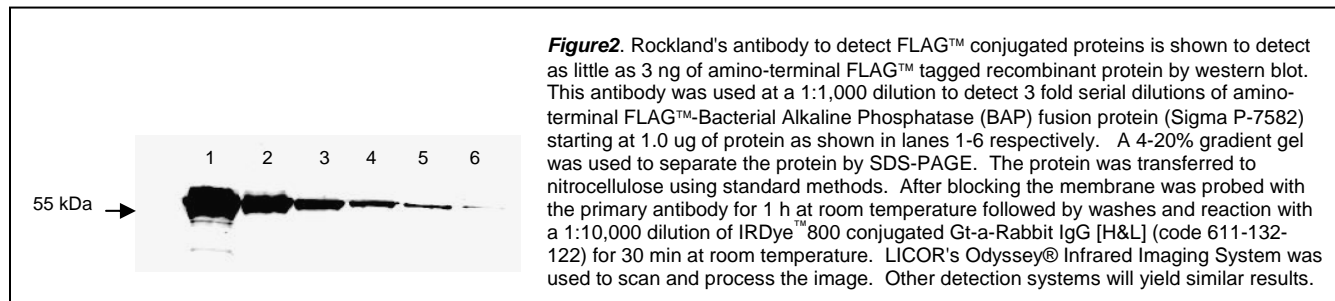 Figure2. Rockland's antibody to detect FLAG™ conjugated proteins is shown to detect
as little as 3 ng of amino-terminal FLAG™ tagged recombinant protein by western blot.
This antibody was used at a 1:1,000 dilution to detect 3 fold serial dilutions of amino-
terminal FLAG™-Bacterial Alkaline Phosphatase (BAP) fusion protein (Sigma P-7582)
starting at 1.0 ug of protein as shown in lanes 1-6 respectively. A 4-20% gradient gel
was used to separate the protein by SDS-PAGE. The protein was transferred to
nitrocellulose using standard methods. After blocking the membrane was probed with
the primary antibody for 1 h at room temperature followed by washes and reaction with
a 1:10,000 dilution of IRDye™800 conjugated Gt-a-Rabbit IgG [H&L] (code 611-132-
122) for 30 min at room temperature. LICOR's Odyssey® Infrared Imaging System was
used to scan and process the image. Other detection systems will yield similar results.
1 2 3 4 5 6
55 kDa